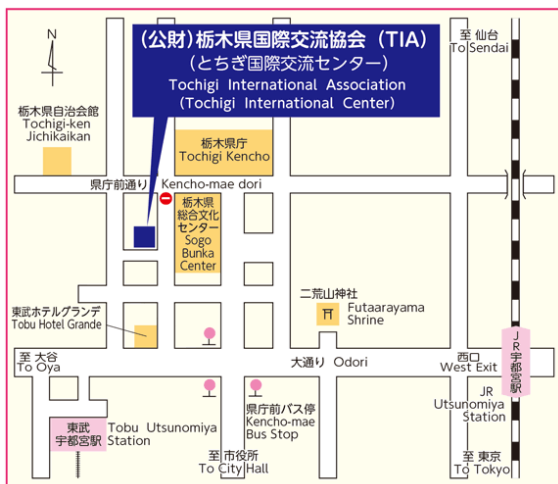 (公財)栃木県国際交流協会 (TIA)
(とちぎ国際交流センター)
Tochigi International Association
(Tochigi International Center)
至 仙台
To Sendai
N
栃木県自治会館
Tochigi-ken
Jichikaikan
栃木県庁
Tochigi Kencho
県庁前通り Kencho-mae dori
栃木県
総合文化
センター
Sogo
Bunka
Center
二荒山神社
Futaarayama
Shrine
東武ホテルグランデ
Tobu Hotel Grande
至 大谷
To Oya
大通り Odori
西口
West Exit
JR宇都宮駅
JR
Utsunomiya
Station
東武
宇都宮駅
Tobu Utsunomiya
Station
県庁前バス停
Kencho-mae
Bus Stop
至 市役所
To City Hall
至 東京
To Tokyo